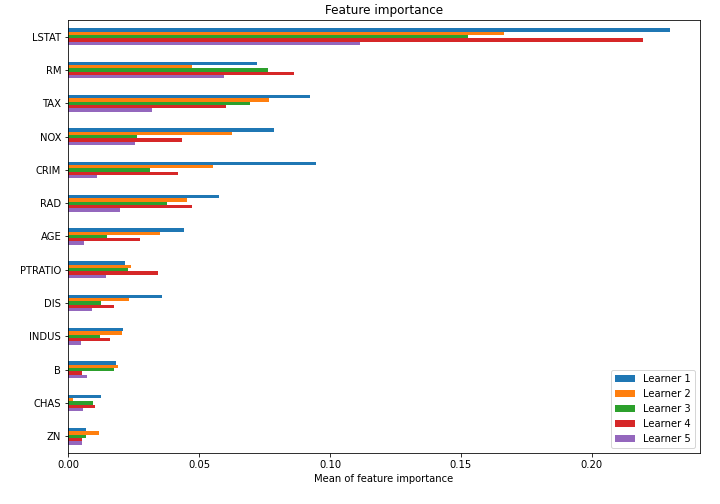 Feature importance
LSTAT
RM
TAX
NOX
CRIM
RAD
AGE
PTRATIO
DIS
INDUS
B
CHAS
ZN
Learner 1
Learner 2
Learner 3
Learner 4
Learner 5
0.00 0.05 0.10 0.15 0.20
Mean of feature importance